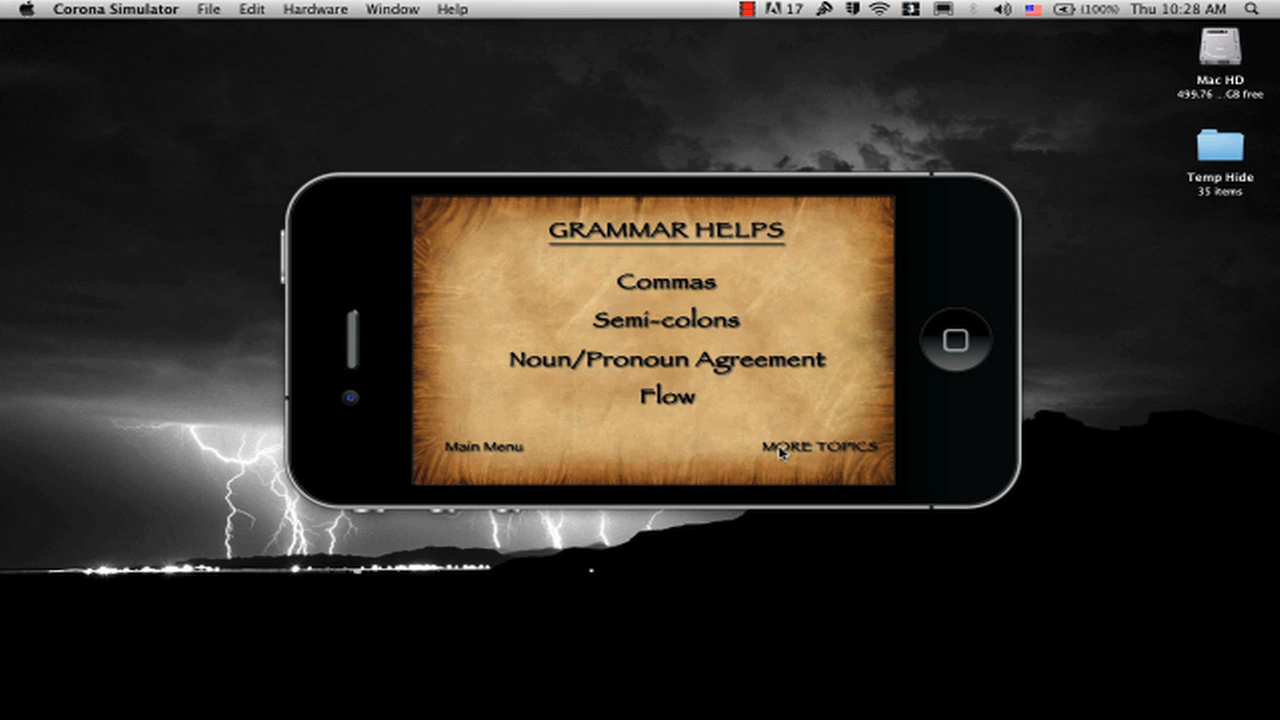 Corona Simulator File Edit Hardware Window Help 17 (100%) Thu 10:28 AM
Mac HD
499.76 ...GB free
Temp Hide
35 items
GRAMMAR HELPS
Commas
Semi-colons
Noun/Pronoun Agreement
Flow
Main Menu MORE TOPICS